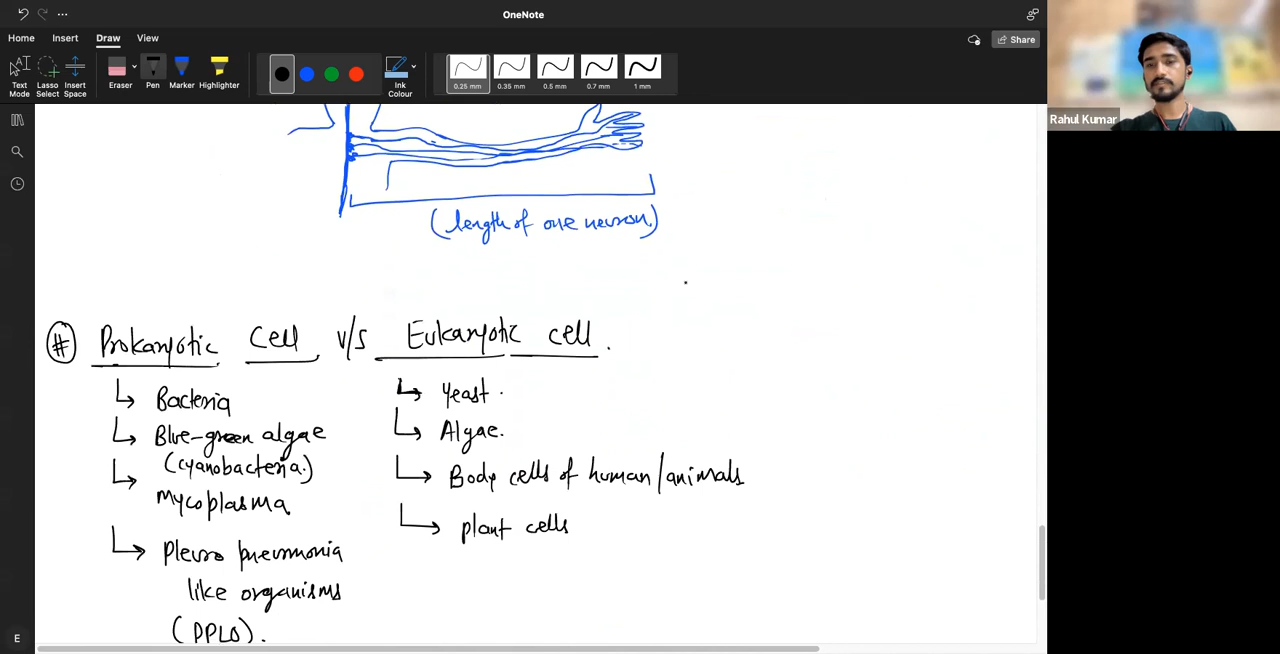 OneNote
Home Insert Draw View
Share
Text Mode
Lasso Select
Insert Space
Eraser
Pen
Marker
Highlighter
Ink Colour
0.25 mm
0.35 mm
0.5 mm
0.7 mm
1 mm
Rahul Kumar
(length of one neuron)
# Prokaryotic Cell v/s Eukaryotic cell.
Bacteria
Blue-green algae
(cyanobacteria.)
Mycoplasma
Pleuro pneumonia
like organisms
(PPLO).
Yeast.
Algae.
Body cells of human/animals
plant cells
E